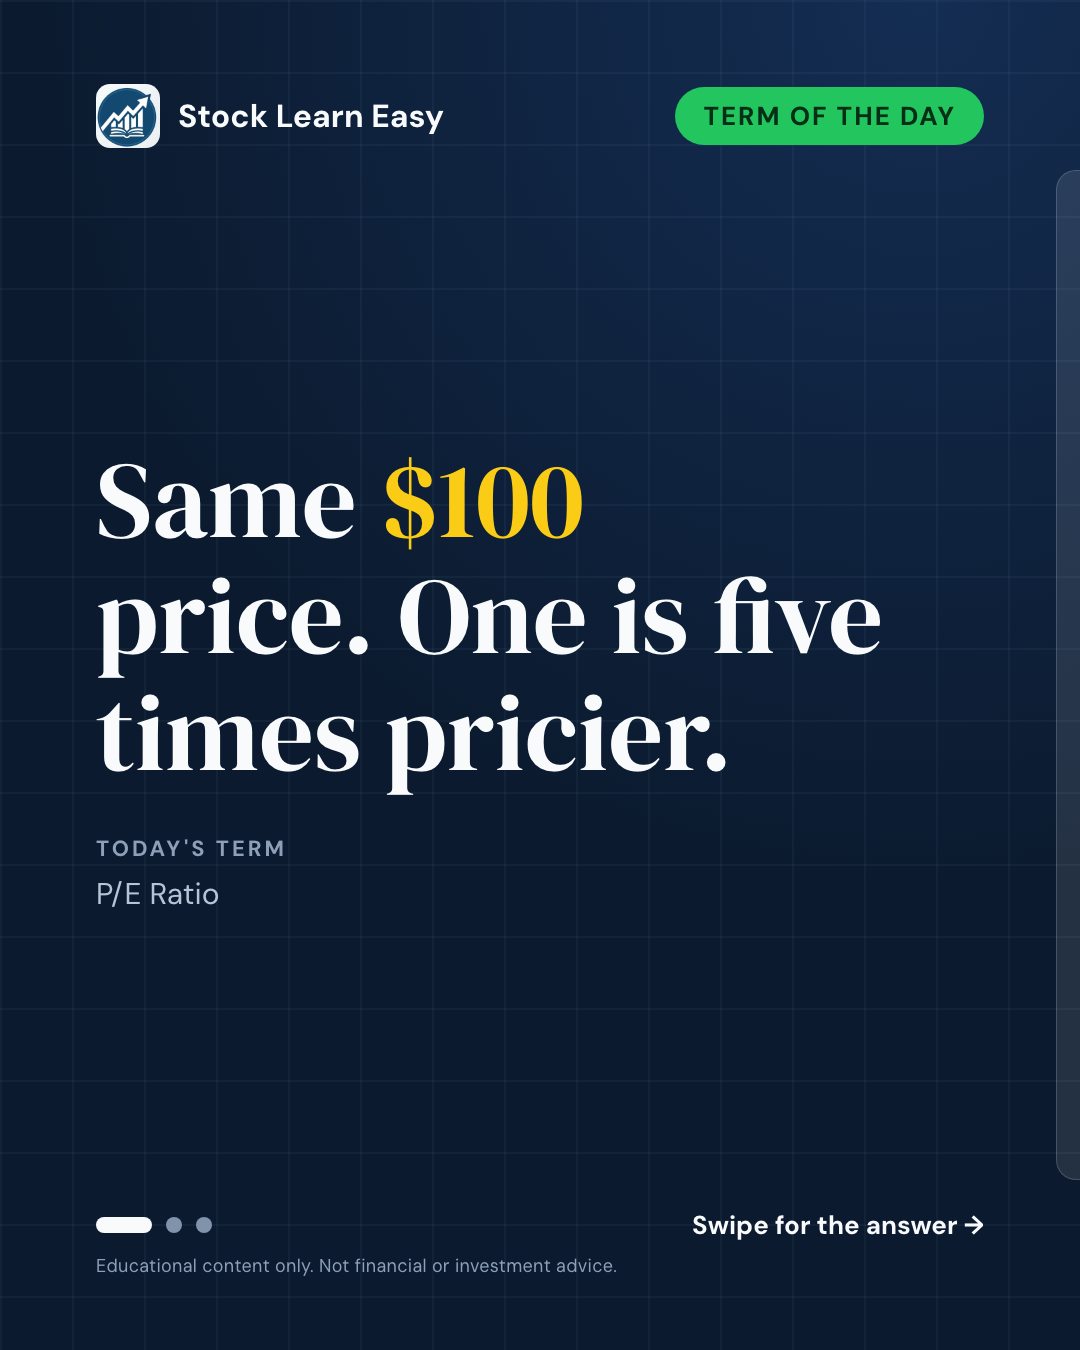 Stock Learn Easy
TERM OF THE DAY
Same $100
price. One is five
times pricier.
TODAY'S TERM
P/E Ratio
Swipe for the answer →
Educational content only. Not financial or investment advice.